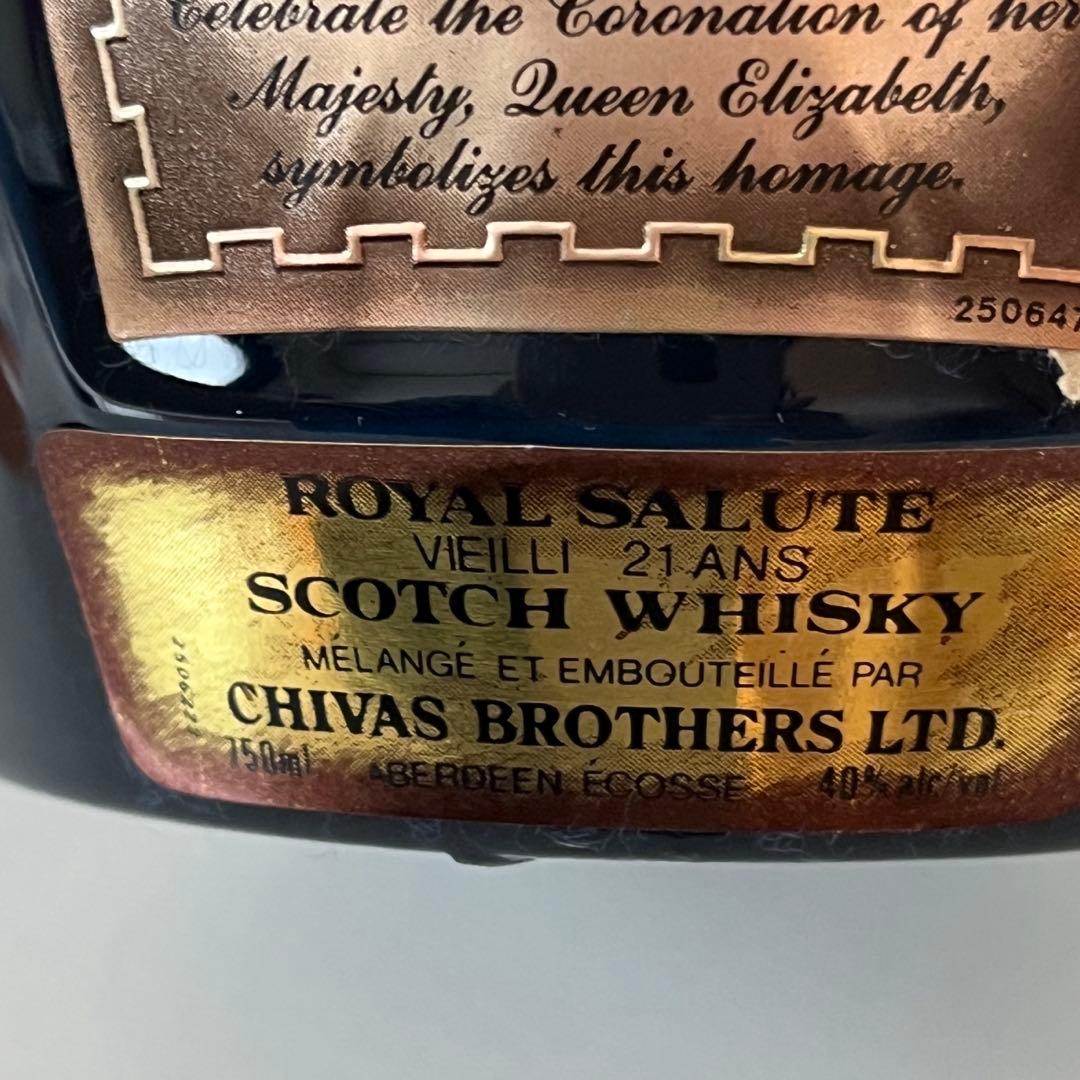 Celebrate the Coronation of her
Majesty, Queen Elizabeth,
symbolizes this homage.
250647
ROYAL SALUTE
VIEILLI 21 ANS
SCOTCH WHISKY
MÉLANGÉ ET EMBOUTEILLÉ PAR
CHIVAS BROTHERS LTD.
750ml ABERDEEN ÉCOSSE 40% alc/vol